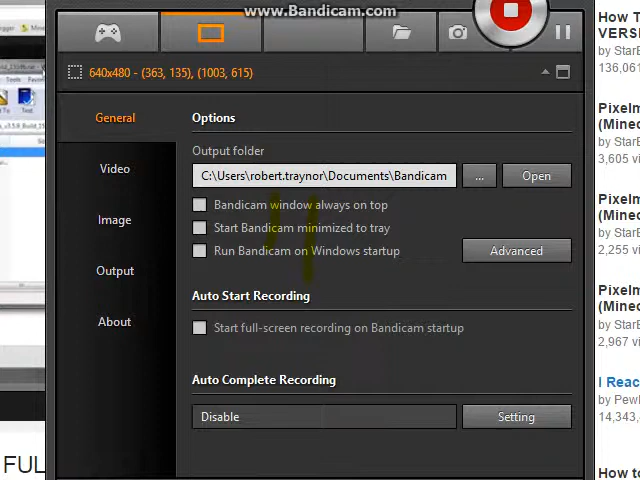 www.Bandicam.com
640x480 - (363, 135), (1003, 615)
General
Video
Image
Output
About
Options
Output folder
C:\Users\robert.traynor\Documents\Bandicam
...
Open
Bandicam window always on top
Start Bandicam minimized to tray
Run Bandicam on Windows startup
Advanced
Auto Start Recording
Start full-screen recording on Bandicam startup
Auto Complete Recording
Disable
Setting
FUL
How T
VERSI
by StarE
136,061
Pixelm
(Minec
by StarE
3,605 vi
Pixelm
(Minec
by StarE
2,255 vi
Pixelm
(Minec
by StarE
2,967 vi
I Reac
by PewD
14,343,
How to